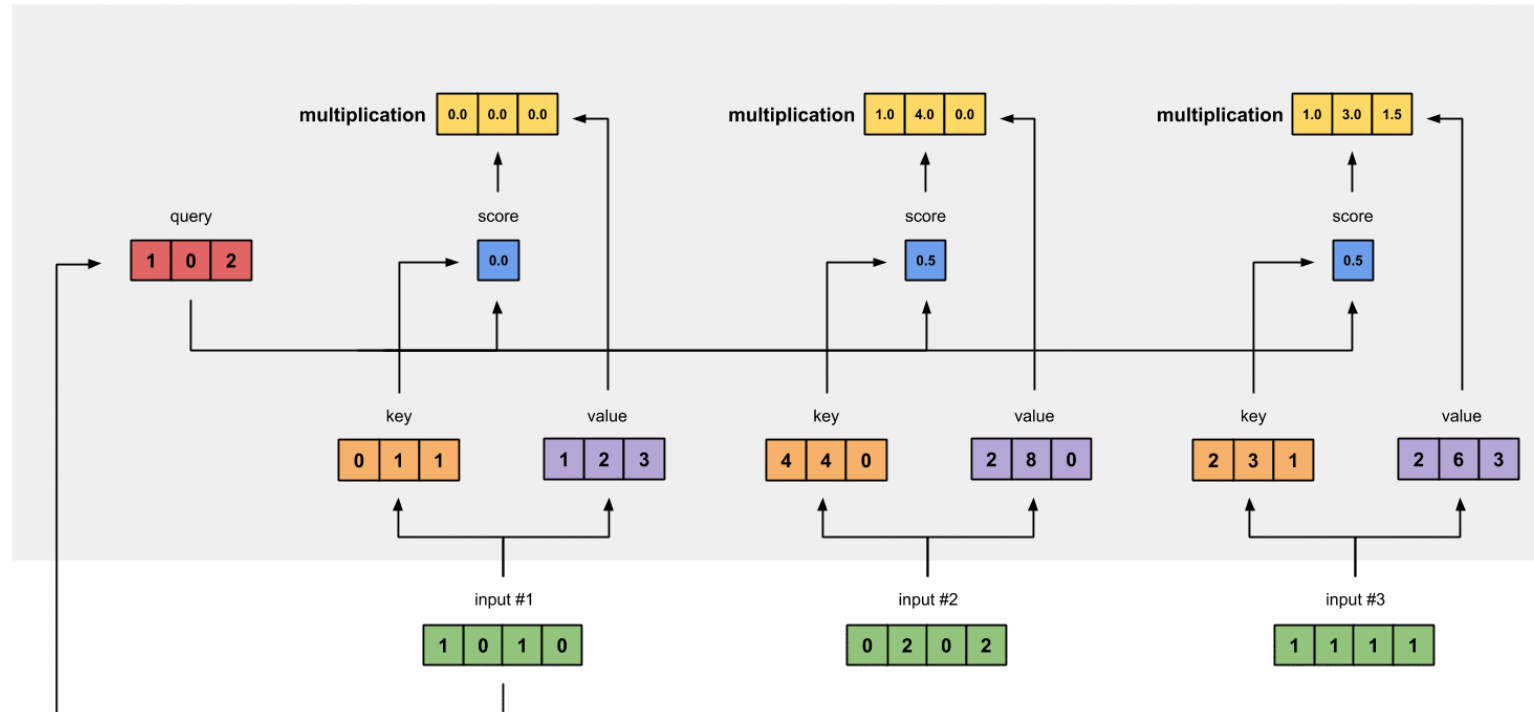 multiplication 0.0 0.0 0.0 multiplication 1.0 4.0 0.0 multiplication 1.0 3.0 1.5
query score score score
1 0 2 0.0 0.5 0.5
key value key value key value
0 1 1 1 2 3 4 4 0 2 8 0 2 3 1 2 6 3
input #1 input #2 input #3
1 0 1 0 0 2 0 2 1 1 1 1